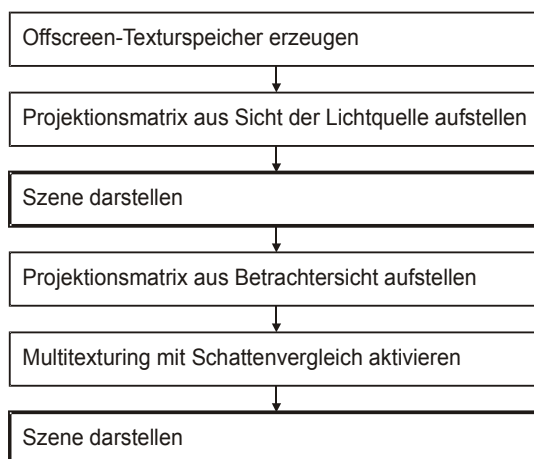 Offscreen-Texturspeicher erzeugen
Projektionsmatrix aus Sicht der Lichtquelle aufstellen
Szene darstellen
Projektionsmatrix aus Betrachtersicht aufstellen
Multitexturing mit Schattenvergleich aktivieren
Szene darstellen